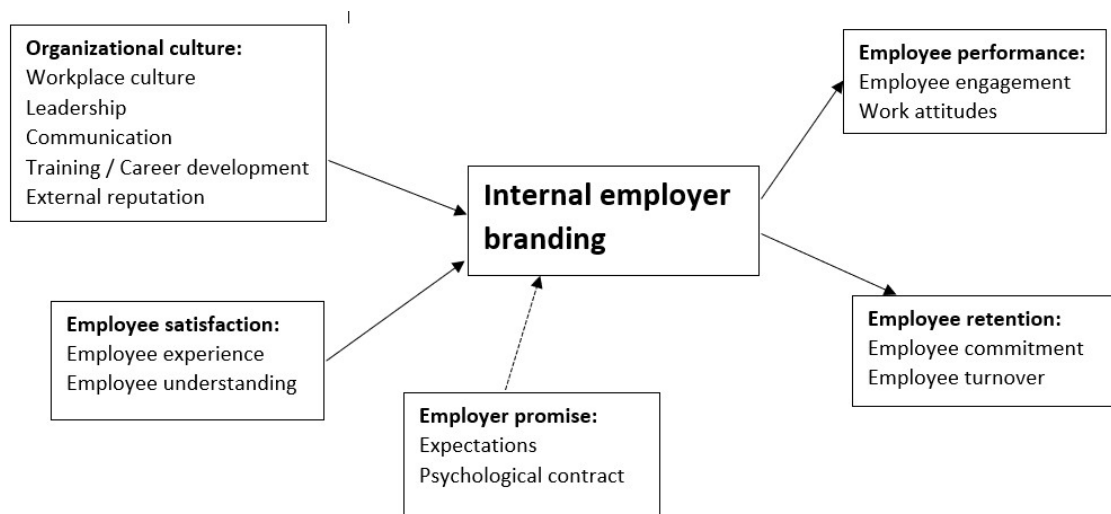 Organizational culture:
Workplace culture
Leadership
Communication
Training / Career development
External reputation
Employee performance:
Employee engagement
Work attitudes
Internal employer
branding
Employee satisfaction:
Employee experience
Employee understanding
Employee retention:
Employee commitment
Employee turnover
Employer promise:
Expectations
Psychological contract